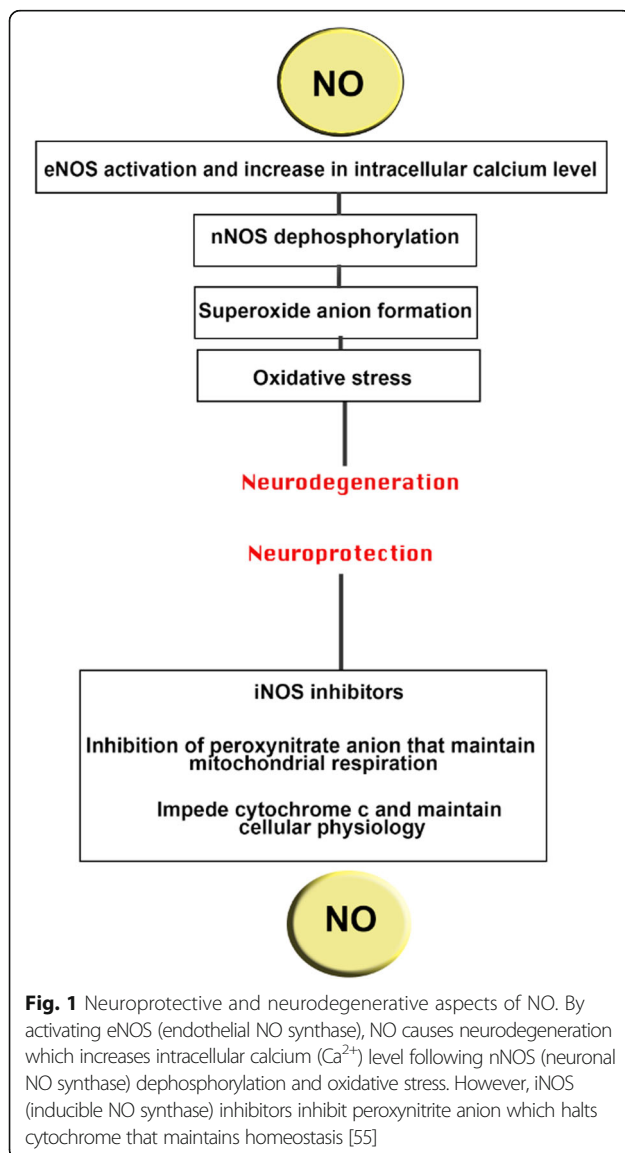 NO
eNOS activation and increase in intracellular calcium level
nNOS dephosphorylation
Superoxide anion formation
Oxidative stress
Neurodegeneration
Neuroprotection
iNOS inhibitors
Inhibition of peroxynitrate anion that maintain
mitochondrial respiration
Impede cytochrome c and maintain
cellular physiology
NO
Fig. 1 Neuroprotective and neurodegenerative aspects of NO. By
activating eNOS (endothelial NO synthase), NO causes neurodegeneration
which increases intracellular calcium (Ca²⁺) level following nNOS (neuronal
NO synthase) dephosphorylation and oxidative stress. However, iNOS
(inducible NO synthase) inhibitors inhibit peroxynitrite anion which halts
cytochrome that maintains homeostasis [55]